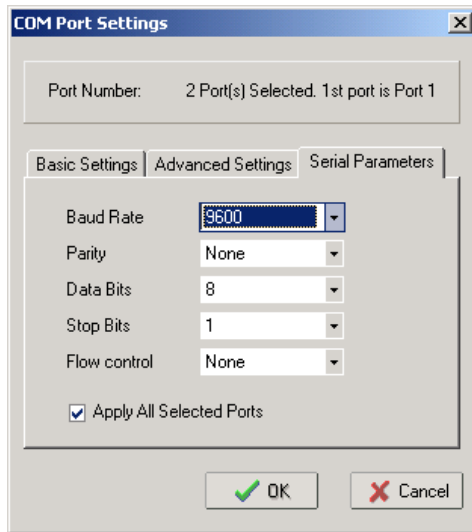 COM Port Settings
Port Number: 2 Port(s) Selected. 1st port is Port 1
Basic Settings Advanced Settings Serial Parameters
Baud Rate 9600
Parity None
Data Bits 8
Stop Bits 1
Flow control None
Apply All Selected Ports
OK Cancel